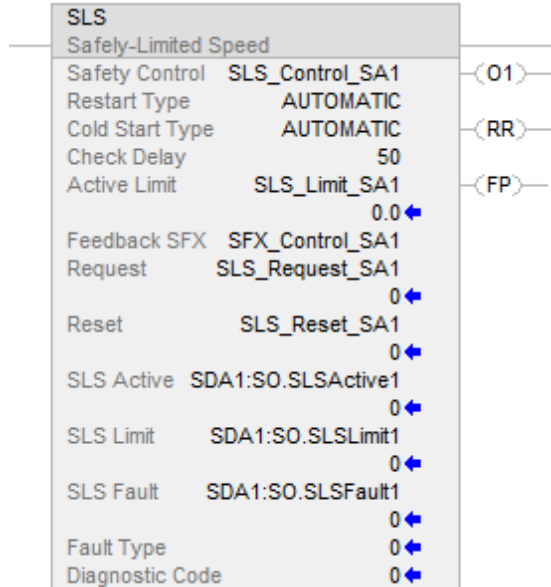 SLS
Safely-Limited Speed
Safety Control SLS_Control_SA1 (O1)
Restart Type AUTOMATIC
Cold Start Type AUTOMATIC (RR)
Check Delay 50
Active Limit SLS_Limit_SA1 (FP)
0.0
Feedback SFX SFX_Control_SA1
Request SLS_Request_SA1
0
Reset SLS_Reset_SA1
0
SLS Active SDA1:SO.SLSActive1
0
SLS Limit SDA1:SO.SLSLimit1
0
SLS Fault SDA1:SO.SLSFault1
0
Fault Type 0
Diagnostic Code 0